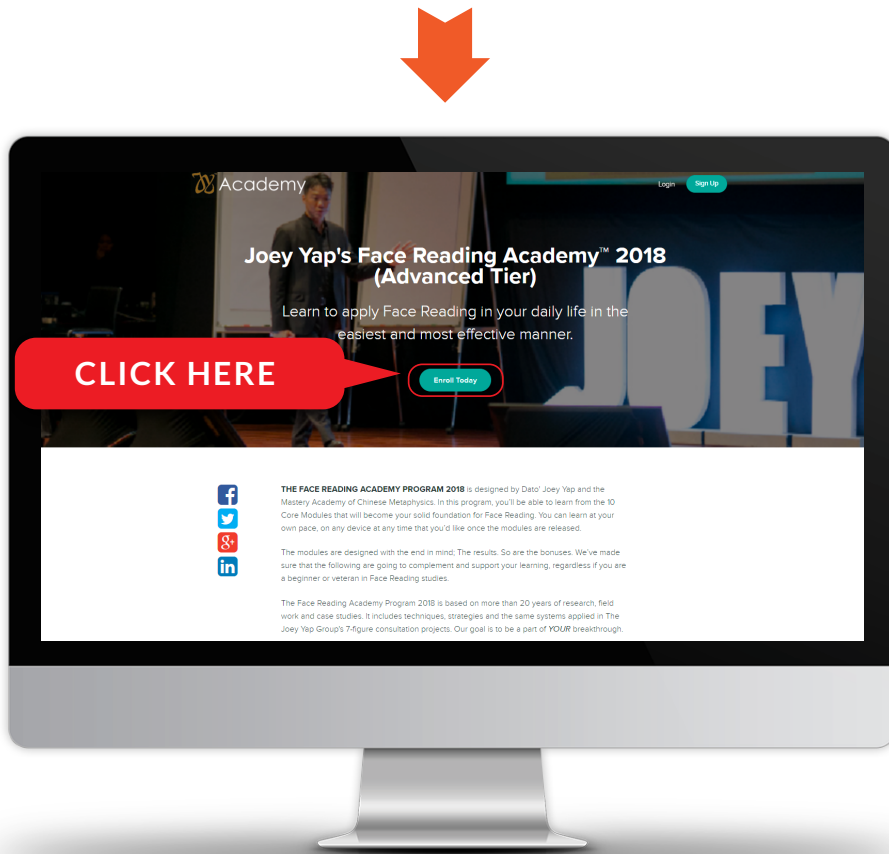 JY Academy
Login
Sign Up
Joey Yap's Face Reading Academy™ 2018
(Advanced Tier)
Learn to apply Face Reading in your daily life in the
easiest and most effective manner.
CLICK HERE
Enroll Today
JOEY
THE FACE READING ACADEMY PROGRAM 2018 is designed by Dato' Joey Yap and the
Mastery Academy of Chinese Metaphysics. In this program, you'll be able to learn from the 10
Core Modules that will become your solid foundation for Face Reading. You can learn at your
own pace, on any device at any time that you'd like once the modules are released.
The modules are designed with the end in mind; The results. So are the bonuses. We've made
sure that the following are going to complement and support your learning, regardless if you are
a beginner or veteran in Face Reading studies.
The Face Reading Academy Program 2018 is based on more than 20 years of research, field
work and case studies. It includes techniques, strategies and the same systems applied in The
Joey Yap Group's 7-figure consultation projects. Our goal is to be a part of YOUR breakthrough.